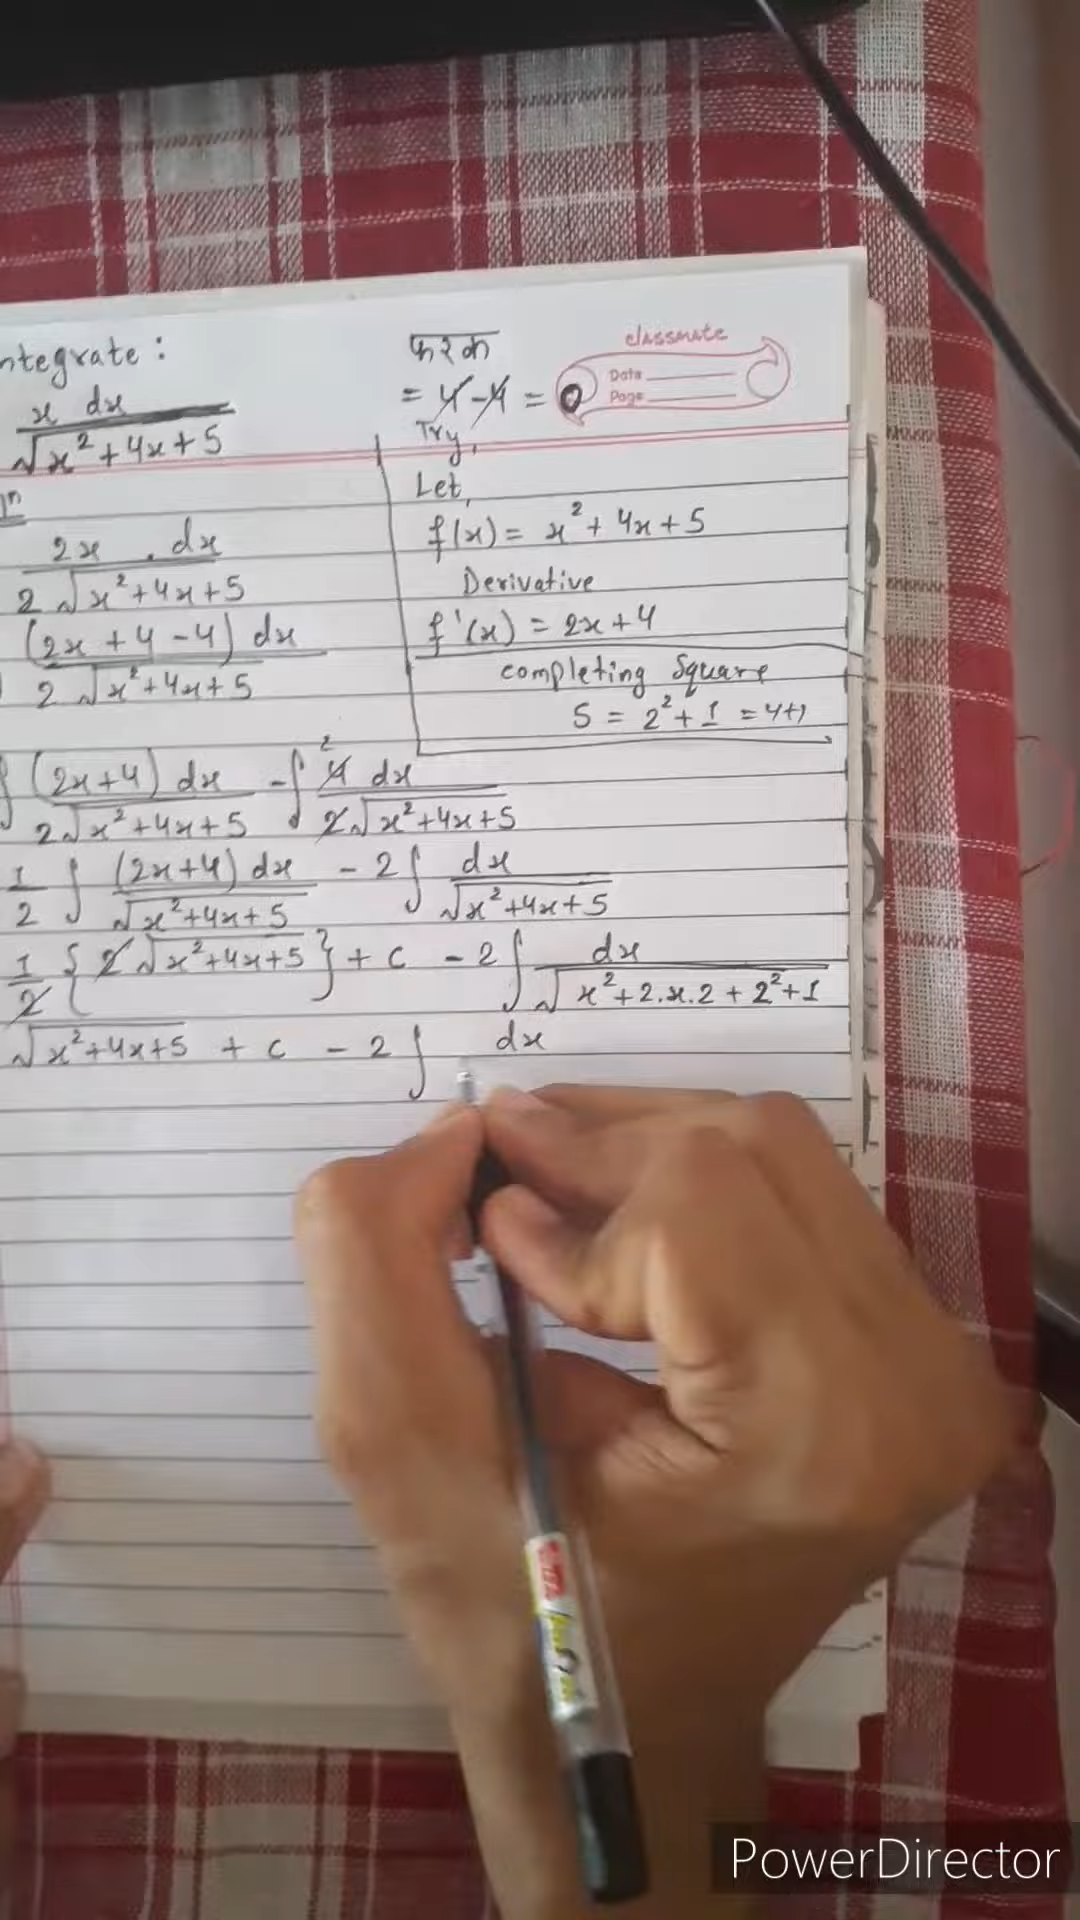 ntegrate:
x dx
√x²+4x+5
फरक
= 4-4 = 0
classmate
Date
Page
Try,
Let,
f(x) = x²+4x+5
Derivative
f'(x) = 2x+4
completing Square
5 = 2²+1 = 4+1
n
2x . dx
2√x²+4x+5
(2x+4-4) dx
2√x²+4x+5
∫ (2x+4) dx - ∫ 4 2 dx
2√x²+4x+5 2√x²+4x+5
1/2 ∫ (2x+4) dx - 2∫ dx
√x²+4x+5 √x²+4x+5
1/2 {2√x²+4x+5} + c - 2∫ dx
√x²+2.x.2+2²+1
√x²+4x+5 + c - 2∫ dx
PowerDirector